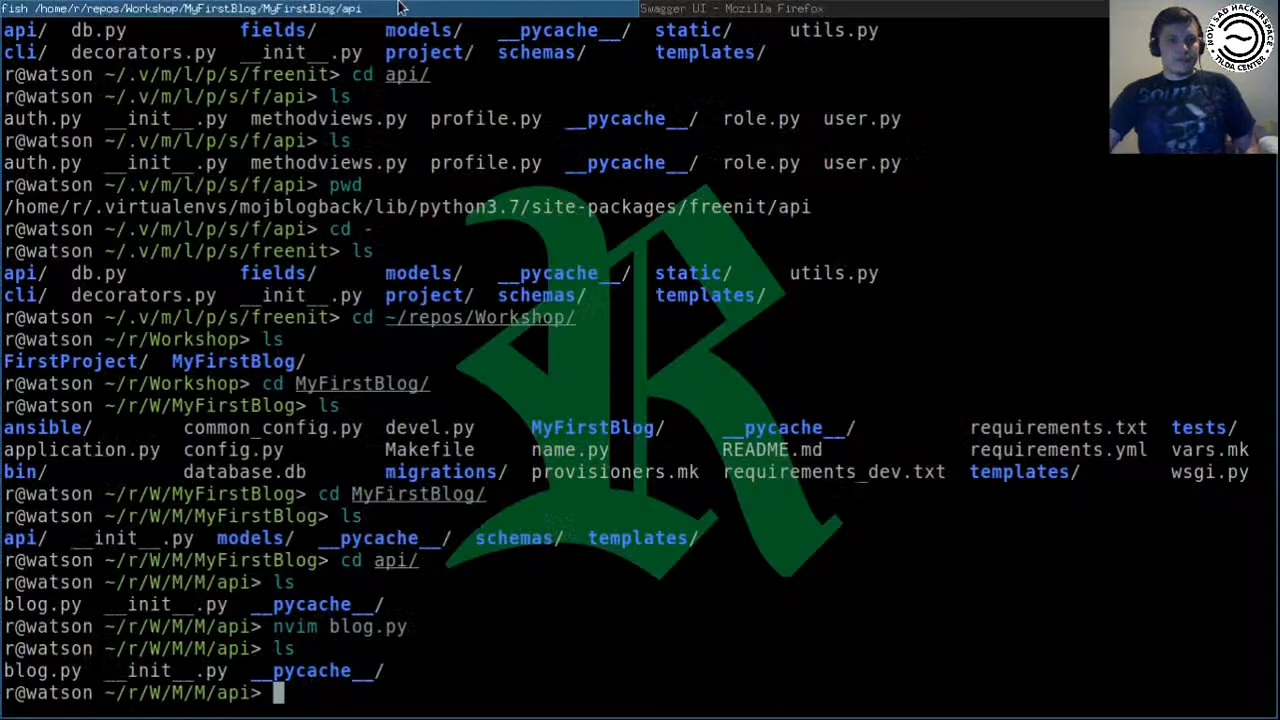 fish /home/r/repos/Workshop/MyFirstBlog/MyFirstBlog/api Swagger UI - Mozilla Firefox
api/ db.py fields/ models/ __pycache__/ static/ utils.py
cli/ decorators.py __init__.py project/ schemas/ templates/
r@watson ~/.v/m/l/p/s/freenit> cd api/
r@watson ~/.v/m/l/p/s/f/api> ls
auth.py __init__.py methodviews.py profile.py __pycache__/ role.py user.py
r@watson ~/.v/m/l/p/s/f/api> ls
auth.py __init__.py methodviews.py profile.py __pycache__/ role.py user.py
r@watson ~/.v/m/l/p/s/f/api> pwd
/home/r/.virtualenvs/mojblogback/lib/python3.7/site-packages/freenit/api
r@watson ~/.v/m/l/p/s/f/api> cd -
r@watson ~/.v/m/l/p/s/freenit> ls
api/ db.py fields/ models/ __pycache__/ static/ utils.py
cli/ decorators.py __init__.py project/ schemas/ templates/
r@watson ~/.v/m/l/p/s/freenit> cd ~/repos/Workshop/
r@watson ~/r/Workshop> ls
FirstProject/ MyFirstBlog/
r@watson ~/r/Workshop> cd MyFirstBlog/
r@watson ~/r/W/MyFirstBlog> ls
ansible/ common_config.py devel.py MyFirstBlog/ __pycache__/ requirements.txt tests/
application.py config.py Makefile name.py README.md requirements.yml vars.mk
bin/ database.db migrations/ provisioners.mk requirements_dev.txt templates/ wsgi.py
r@watson ~/r/W/MyFirstBlog> cd MyFirstBlog/
r@watson ~/r/W/M/MyFirstBlog> ls
api/ __init__.py models/ __pycache__/ schemas/ templates/
r@watson ~/r/W/M/MyFirstBlog> cd api/
r@watson ~/r/W/M/M/api> ls
blog.py __init__.py __pycache__/
r@watson ~/r/W/M/M/api> nvim blog.py
r@watson ~/r/W/M/M/api> ls
blog.py __init__.py __pycache__/
r@watson ~/r/W/M/M/api>
NOVI SAD HACKERSPACE
TILDA CENTER
R